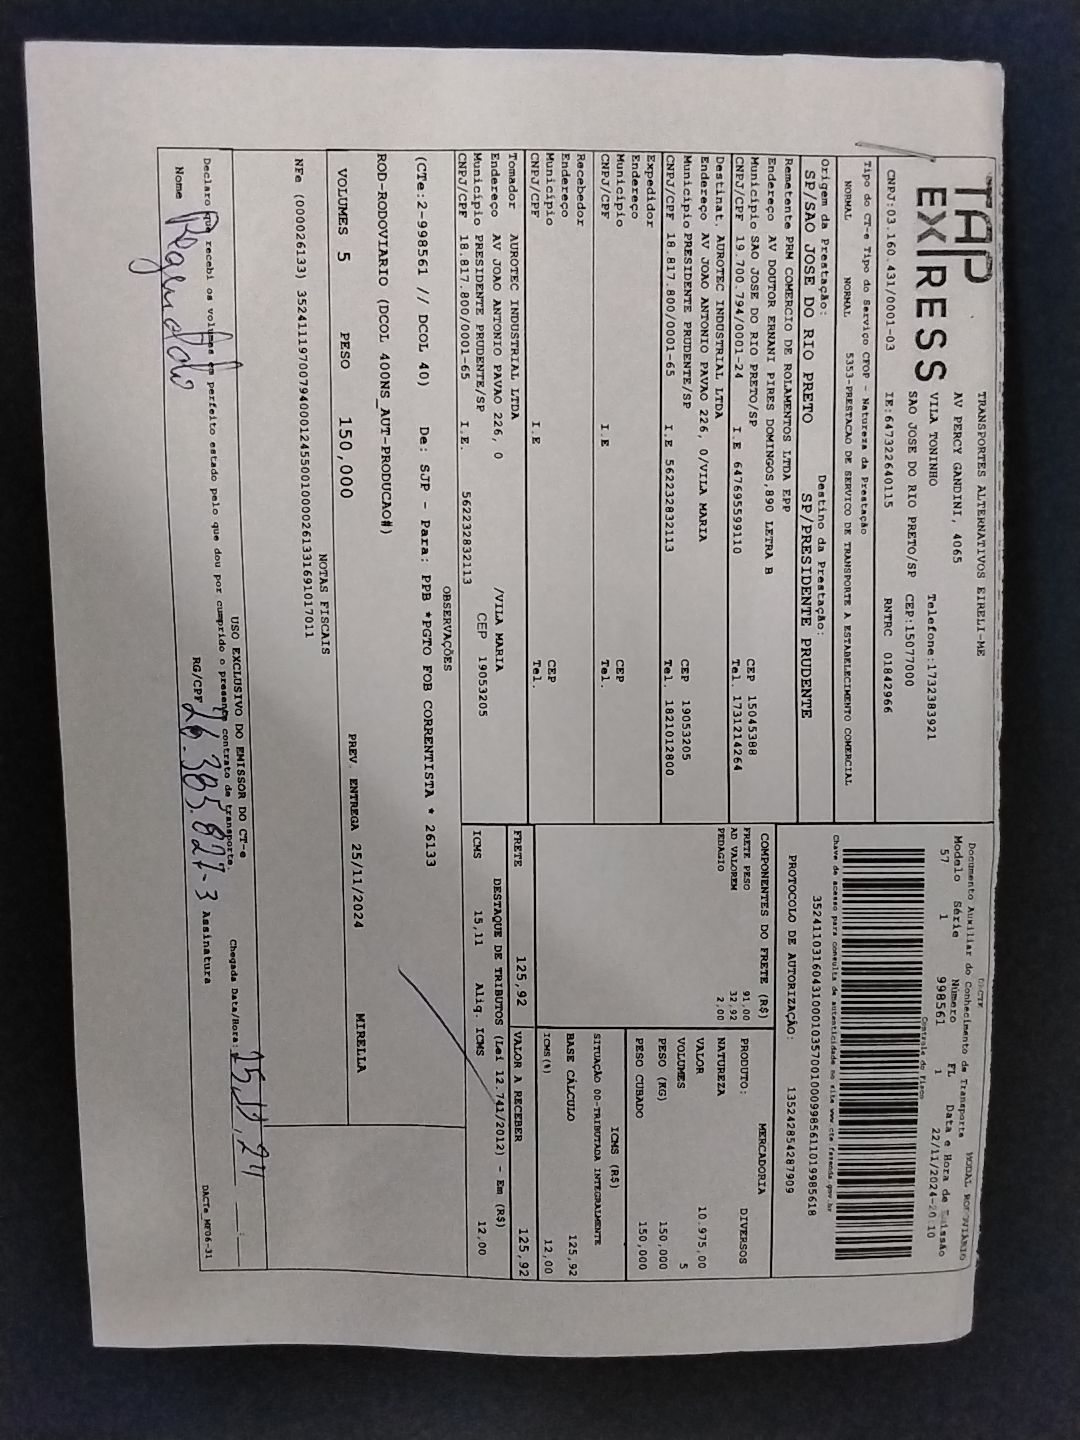 TAP
EXPRESS
TRANSPORTES ALTERNATIVOS EIRELI-ME
AV PERCY GANDINI, 4065
VILA TONINHO Telefone:1732383921
SAO JOSE DO RIO PRETO/SP CEP:15077000
CNPJ:03.160.431/0001-03 IE:647322640115 RNTRC 01842966
Tipo do CT-e Tipo do Serviço CFOP - Natureza da Prestação
NORMAL NORMAL 5353-PRESTACAO DE SERVICO DE TRANSPORTE A ESTABELECIMENTO COMERCIAL
Origem da Prestação: Destino da Prestação:
SP/SAO JOSE DO RIO PRETO SP/PRESIDENTE PRUDENTE
Remetente PRM COMERCIO DE ROLAMENTOS LTDA EPP
Endereço AV DOUTOR ERNANI PIRES DOMINGOS,890 LETRA B
Municipio SAO JOSE DO RIO PRETO/SP CEP 15045388
CNPJ/CPF 19.700.794/0001-24 I.E 647695599110 Tel. 1731214264
Destinat. AUROTEC INDUSTRIAL LTDA
Endereço AV JOAO ANTONIO PAVAO 226, 0/VILA MARIA
Municipio PRESIDENTE PRUDENTE/SP CEP 19053205
CNPJ/CPF 18.817.800/0001-65 I.E 562232832113 Tel. 1821012800
Expedidor
Endereço
Municipio CEP
CNPJ/CPF I.E Tel.
Recebedor
Endereço
Municipio CEP
CNPJ/CPF I.E Tel.
Tomador AUROTEC INDUSTRIAL LTDA
Endereço AV JOAO ANTONIO PAVAO 226, 0 /VILA MARIA
Municipio PRESIDENTE PRUDENTE/SP CEP 19053205
CNPJ/CPF 18.817.800/0001-65 I.E. 562232832113
DACTE MODAL RODOVIÁRIO
Documento Auxiliar do Conhecimento de Transporte
Modelo Série Número FL Data e Hora de Emissão
57 1 998561 1 22/11/2024-20:10
Controle do Fisco
Chave de acesso para consulta de autenticidade no site www.cte.fazenda.gov.br
35241103160431000103570010009985611019985618
PROTOCOLO DE AUTORIZAÇÃO: 135242854287909
COMPONENTES DO FRETE (R$)
FRETE PESO 91,00
AD VALOREM 32,92
PEDAGIO 2,00
MERCADORIA
PRODUTO: DIVERSOS
NATUREZA
VALOR 10.975,00
VOLUMES 5
PESO (KG) 150,000
PESO CUBADO 150,000
ICMS (R$)
SITUAÇÃO 00-TRIBUTADA INTEGRALMENTE
BASE CÁLCULO 125,92
ICMS(%) 12,00
FRETE 125,92 VALOR A RECEBER 125,92
DESTAQUE DE TRIBUTOS (Lei 12.741/2012) - Em (R$)
ICMS 15,11 Aliq. ICMS 12,00
OBSERVAÇÕES
(CTe:2-998561 // DCOL 40) De: SJP - Para: PPB *PGTO FOB CORRENTISTA * 26133
ROD-RODOVIARIO (DCOL 400NS_AUT-PRODUCAO#)
VOLUMES 5 PESO 150,000 PREV. ENTREGA 25/11/2024 MIRELLA
NOTAS FISCAIS
NFe (000026133) 35241119700794000124550010000261331691017011
USO EXCLUSIVO DO EMISSOR DO CT-e
Declaro que recebi os volumes em perfeito estado pelo que dou por cumprido o presente contrato de transporte.
Chegada Data/Hora: 25,11,24
Nome Reginaldo RG/CPF 26.385.827-3 Assinatura
DACTe_MF06-31